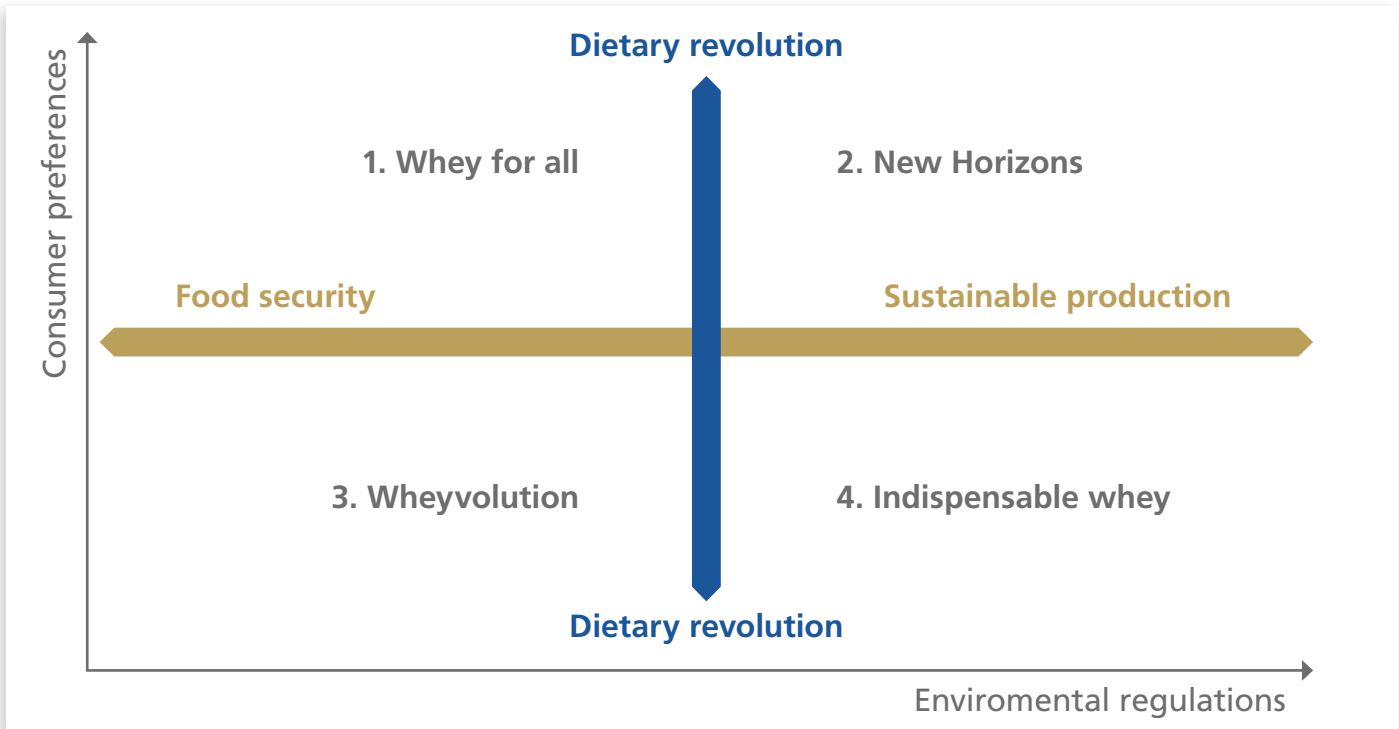 Dietary revolution
Consumer preferences
1. Whey for all
2. New Horizons
Food security
Sustainable production
3. Wheyvolution
4. Indispensable whey
Dietary revolution
Enviromental regulations